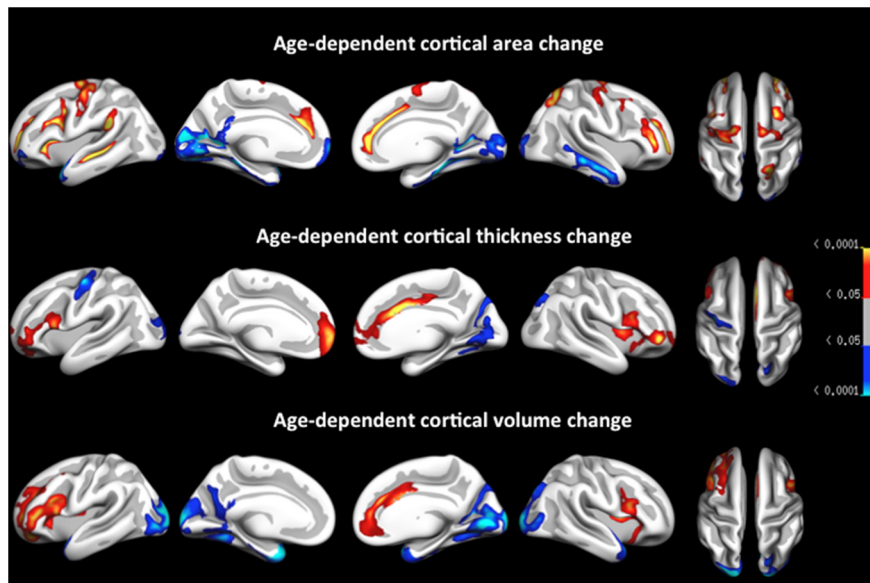 Age-dependent cortical area change
Age-dependent cortical thickness change
< 0.0001
< 0.05
< 0.05
< 0.0001
Age-dependent cortical volume change